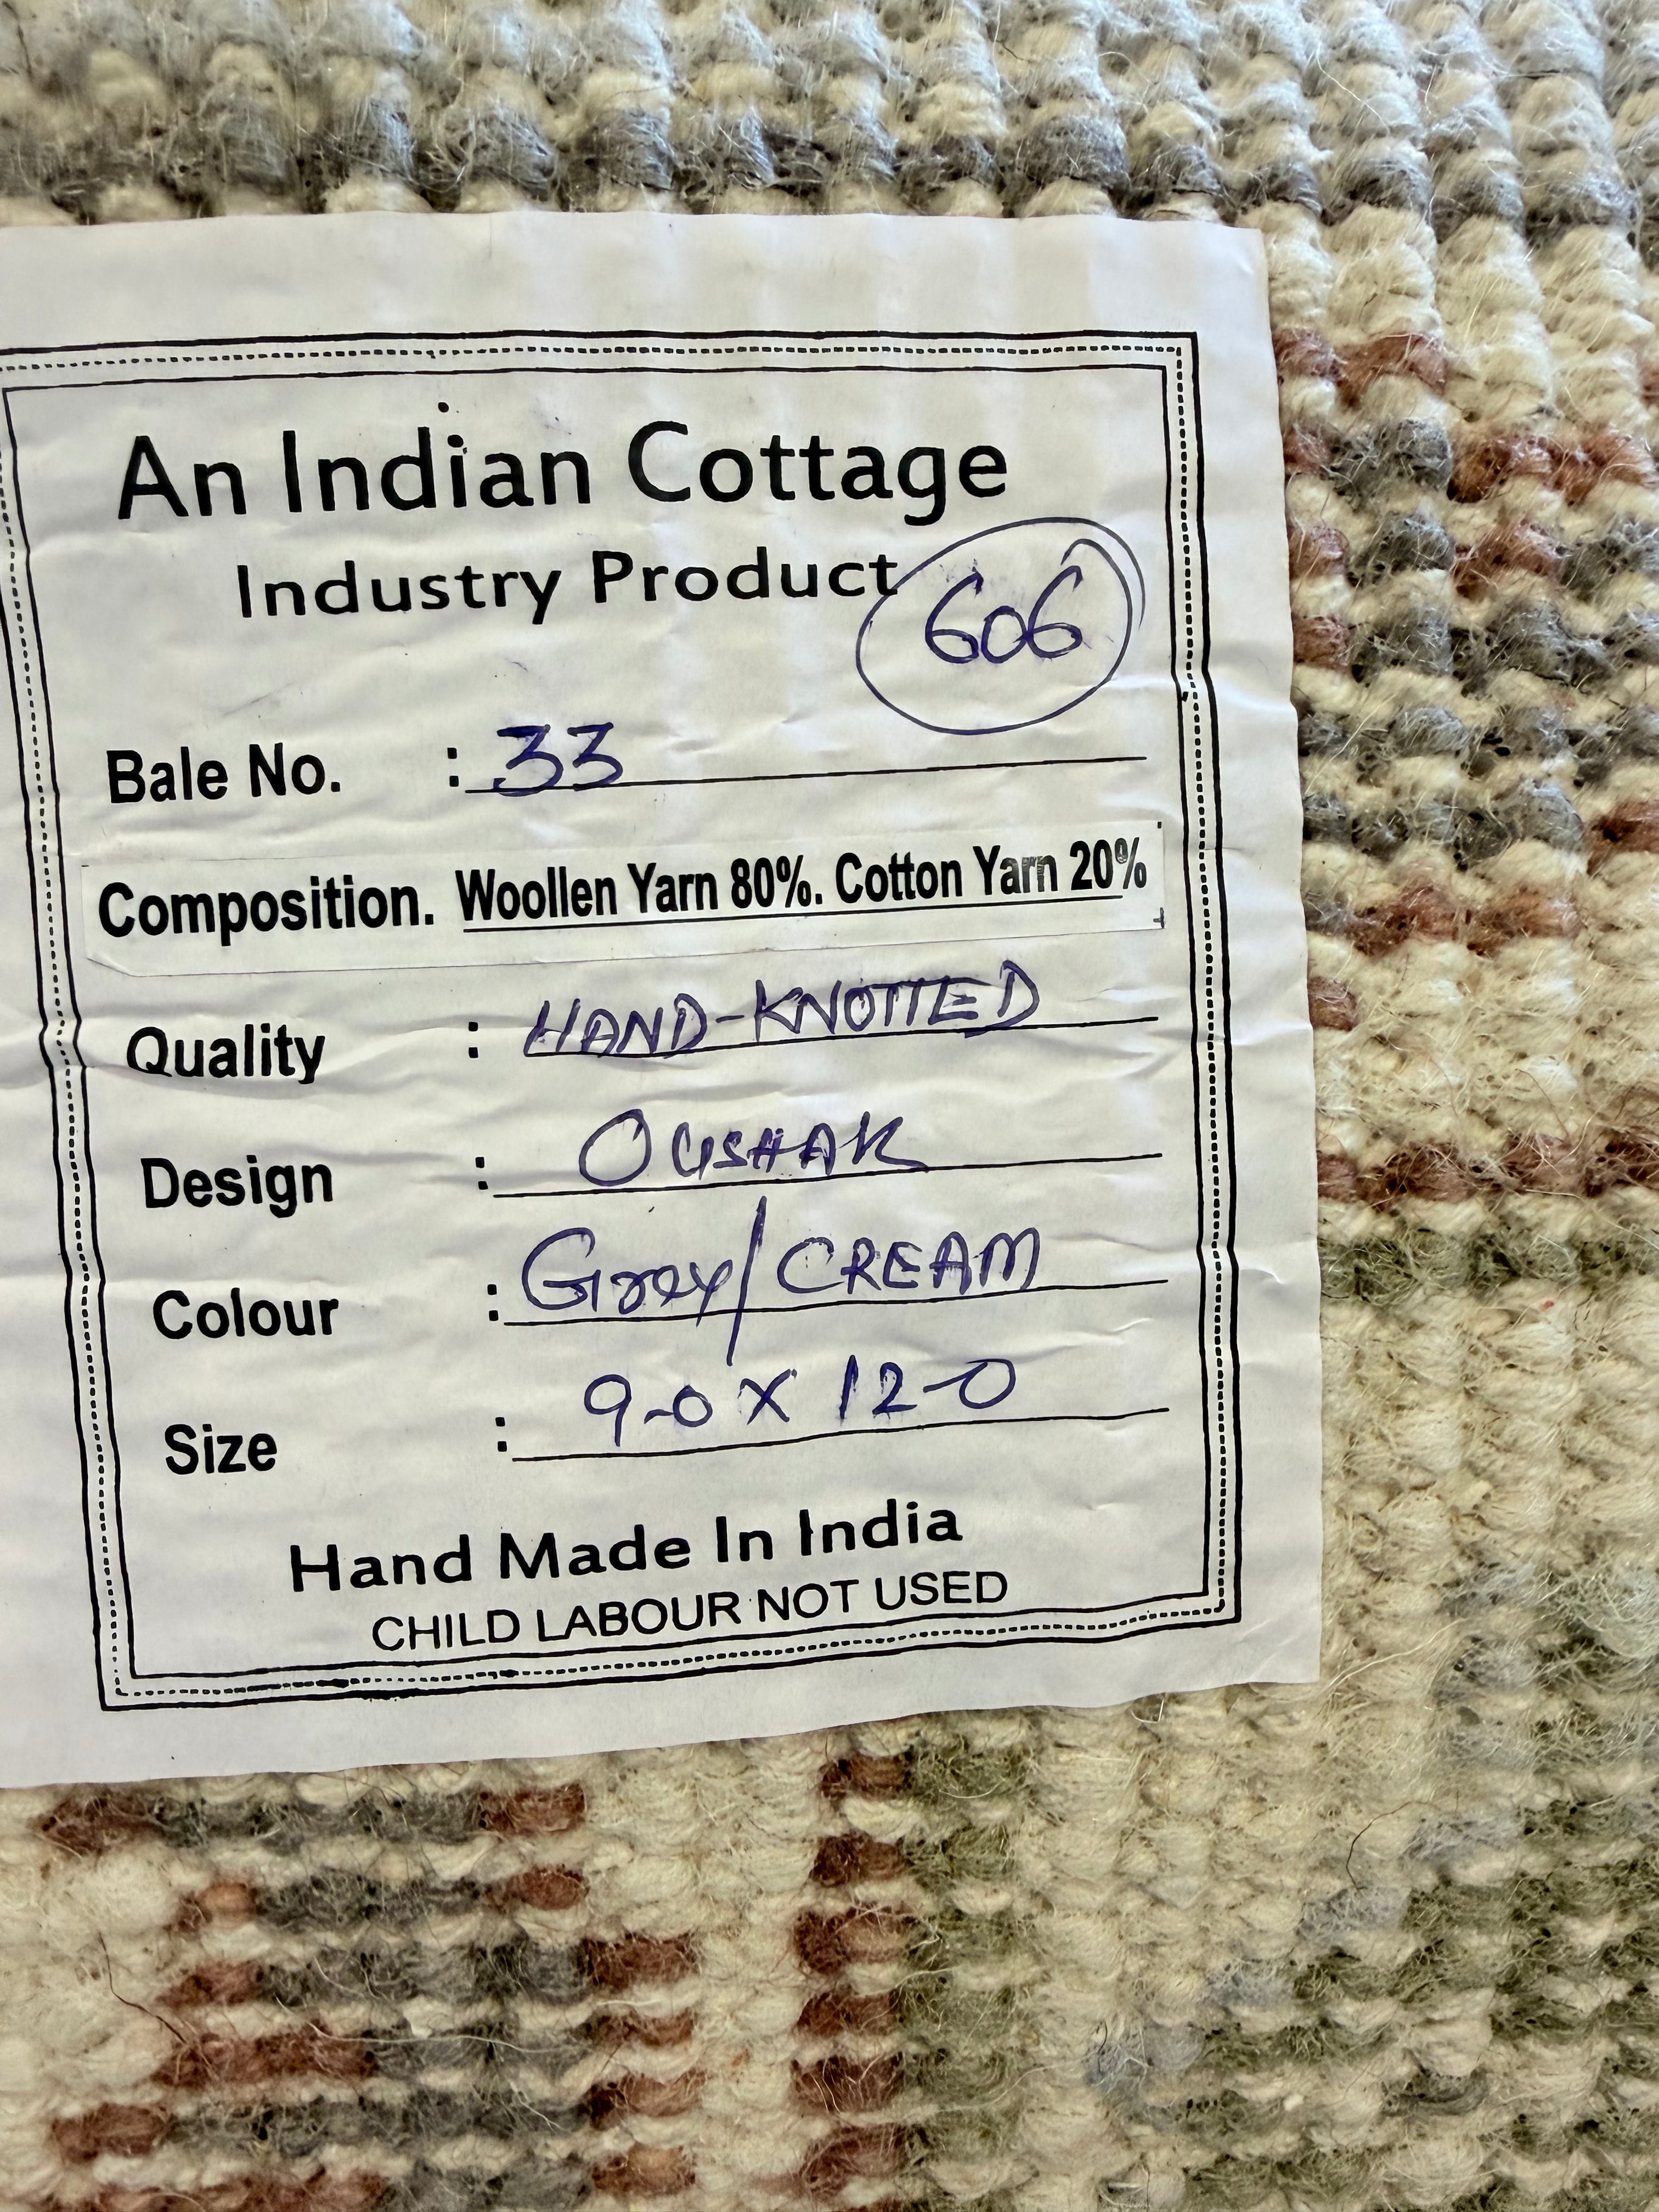 An Indian Cottage
Industry Product
606
Bale No. : 33
Composition. Woollen Yarn 80%. Cotton Yarn 20%
Quality : HAND-KNOTTED
Design : OUSHAK
Colour : Grey/CREAM
Size : 9-0 X 12-0
Hand Made In India
CHILD LABOUR NOT USED